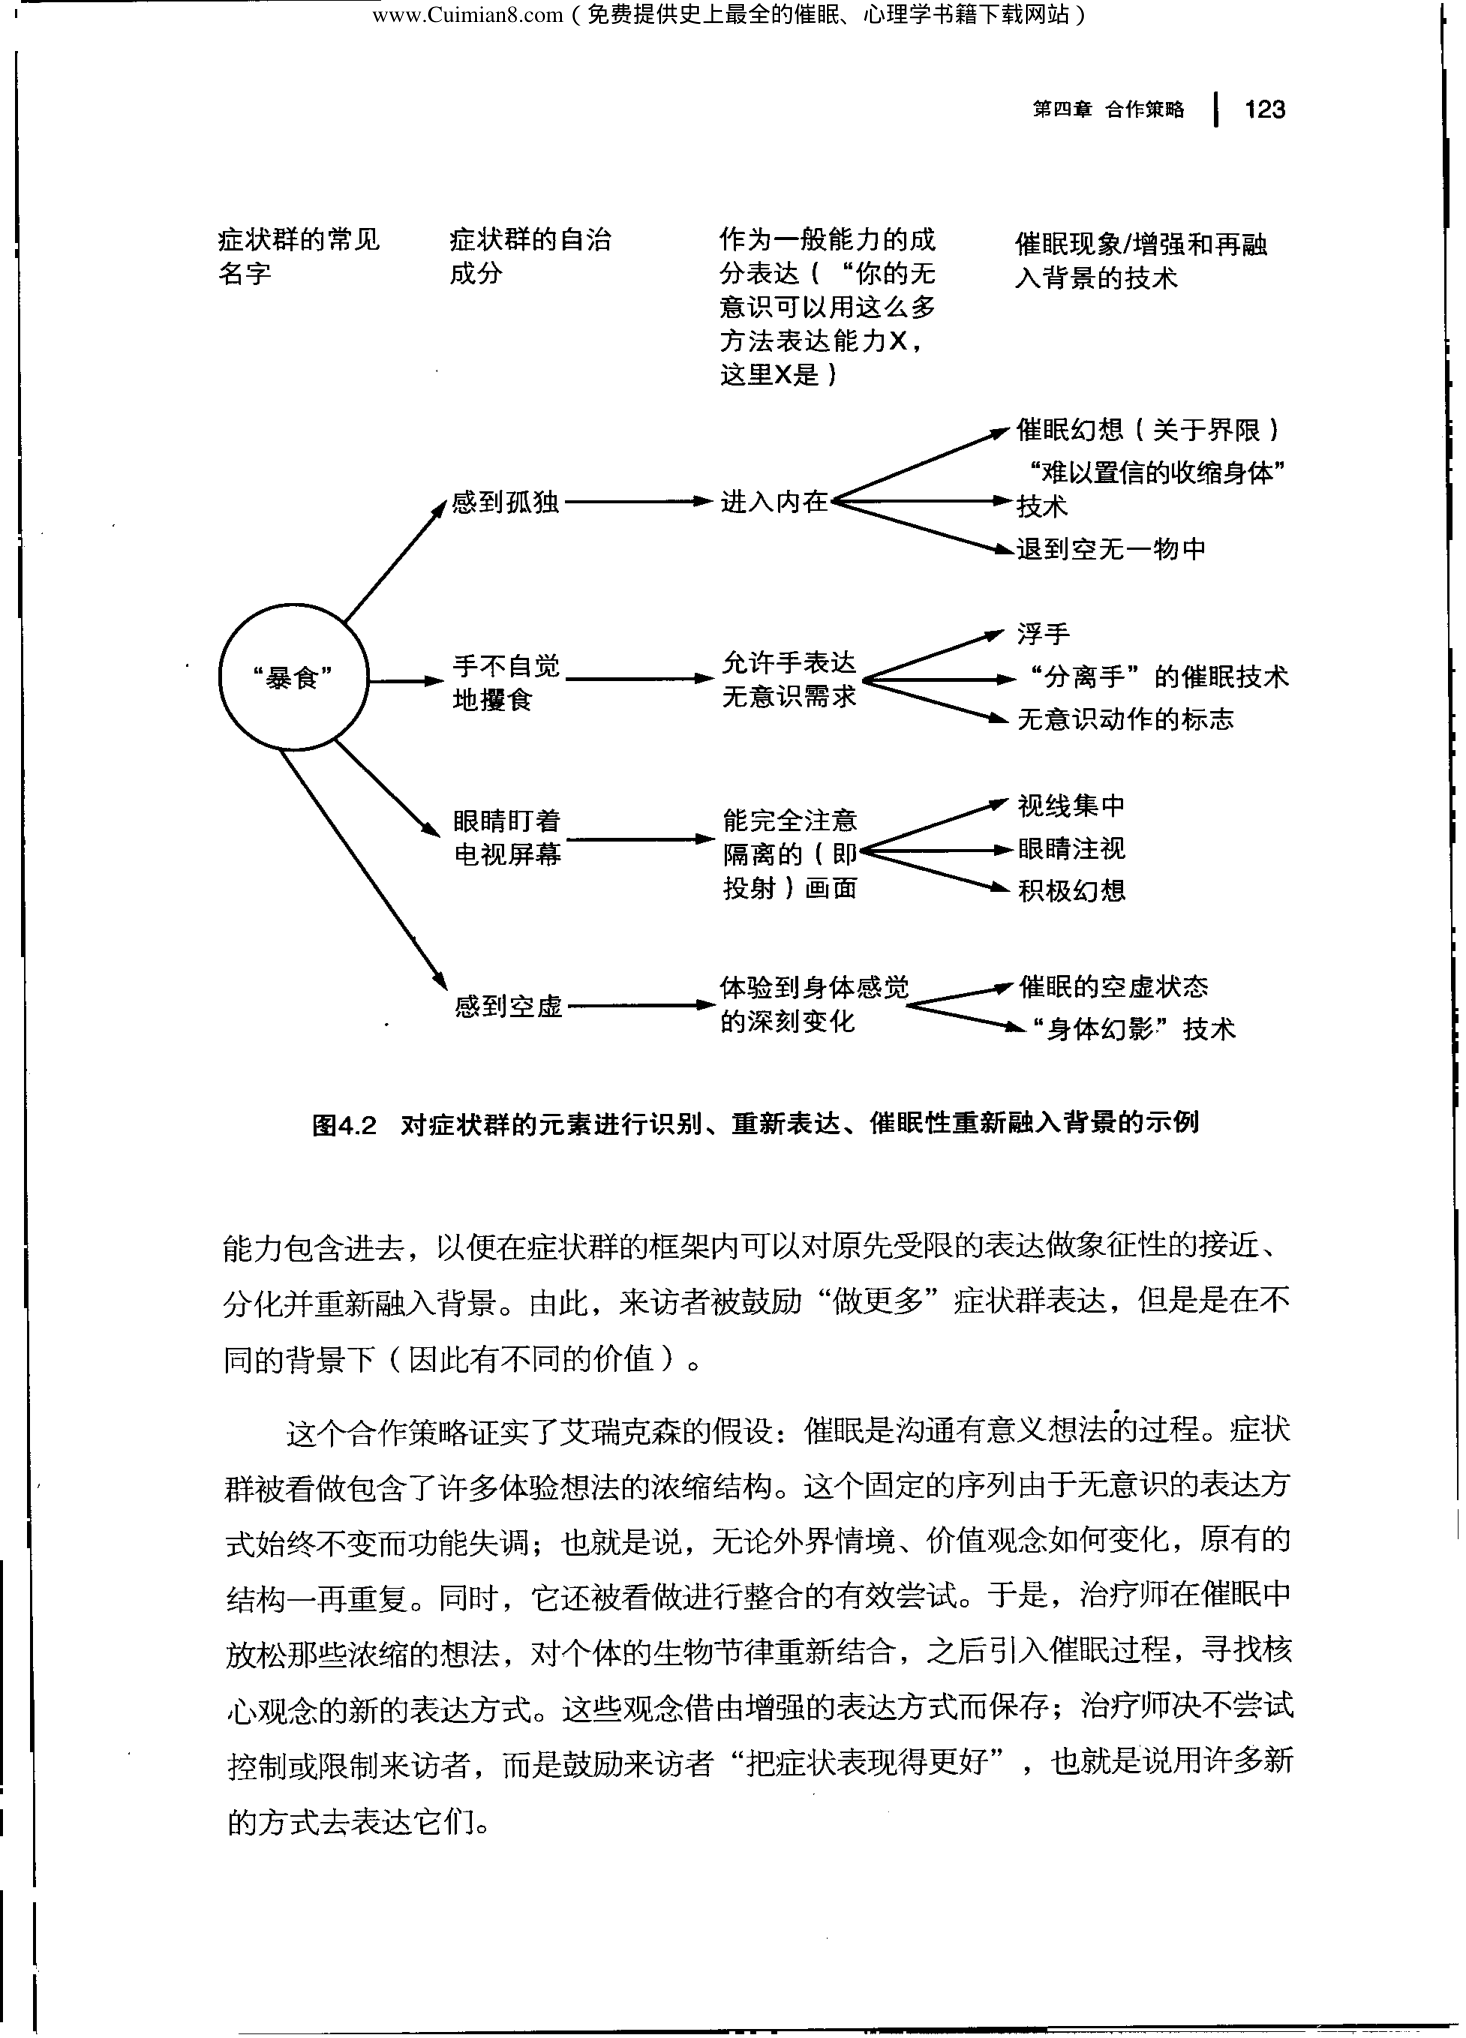 www.Cuimian8.com（免费提供史上最全的催眠、心理学书籍下载网站）
第四章 合作策略 | 123
症状群的常见
名字
症状群的自治
成分
作为一般能力的成
分表达（“你的无
意识可以用这么多
方法表达能力X，
这里X是）
催眠现象/增强和再融
入背景的技术
“暴食”
感到孤独
进入内在
催眠幻想（关于界限）
“难以置信的收缩身体”
技术
退到空无一物中
手不自觉
地攫食
允许手表达
无意识需求
浮手
“分离手”的催眠技术
无意识动作的标志
眼睛盯着
电视屏幕
能完全注意
隔离的（即
投射）画面
视线集中
眼睛注视
积极幻想
感到空虚
体验到身体感觉
的深刻变化
催眠的空虚状态
“身体幻影”技术
图4.2 对症状群的元素进行识别、重新表达、催眠性重新融入背景的示例
能力包含进去，以便在症状群的框架内可以对原先受限的表达做象征性的接近、
分化并重新融入背景。由此，来访者被鼓励“做更多”症状群表达，但是是在不
同的背景下（因此有不同的价值）。
这个合作策略证实了艾瑞克森的假设：催眠是沟通有意义想法的过程。症状
群被看做包含了许多体验想法的浓缩结构。这个固定的序列由于无意识的表达方
式始终不变而功能失调；也就是说，无论外界情境、价值观念如何变化，原有的
结构一再重复。同时，它还被看做进行整合的有效尝试。于是，治疗师在催眠中
放松那些浓缩的想法，对个体的生物节律重新结合，之后引入催眠过程，寻找核
心观念的新的表达方式。这些观念借由增强的表达方式而保存；治疗师决不尝试
控制或限制来访者，而是鼓励来访者“把症状表现得更好”，也就是说用许多新
的方式去表达它们。